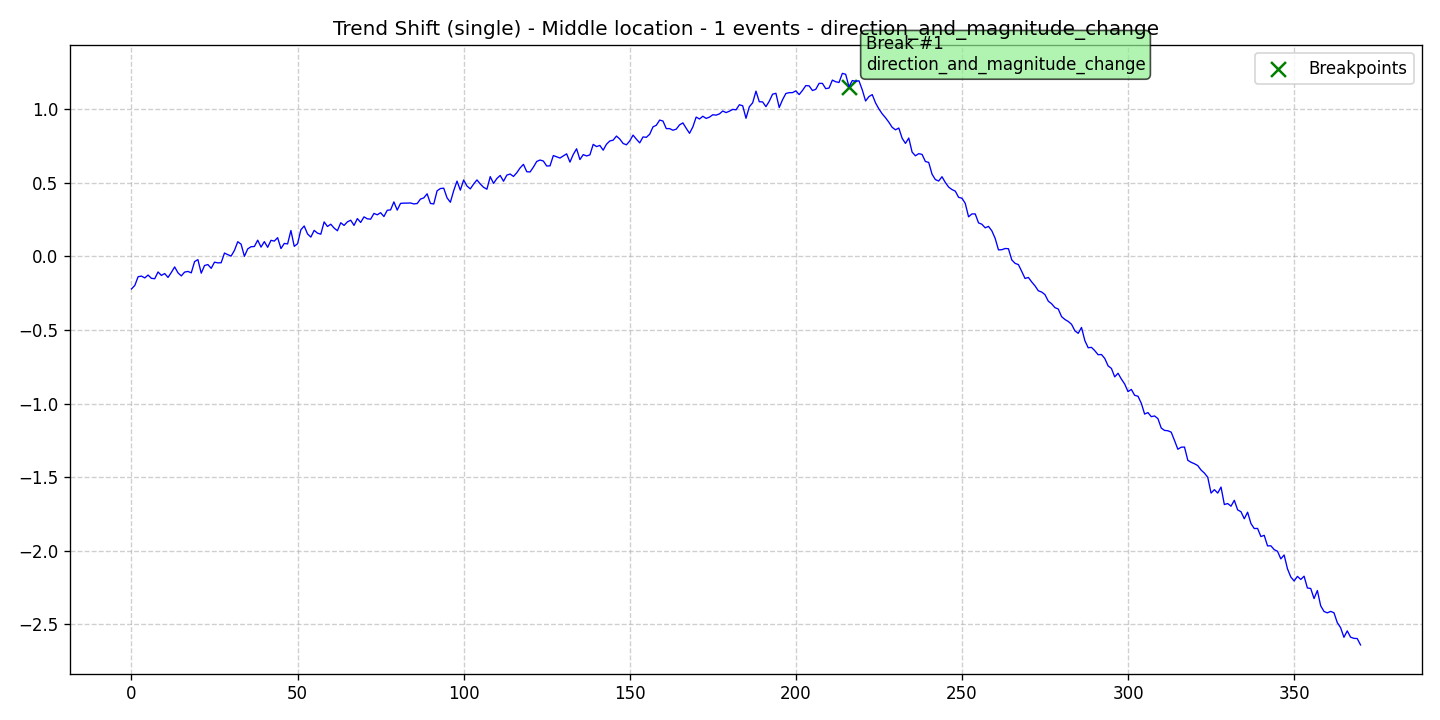 Trend Shift (single) - Middle location - 1 events - direction_and_magnitude_change
Break #1
direction_and_magnitude_change
Breakpoints
1.0
0.5
0.0
−0.5
−1.0
−1.5
−2.0
−2.5
0 50 100 150 200 250 300 350